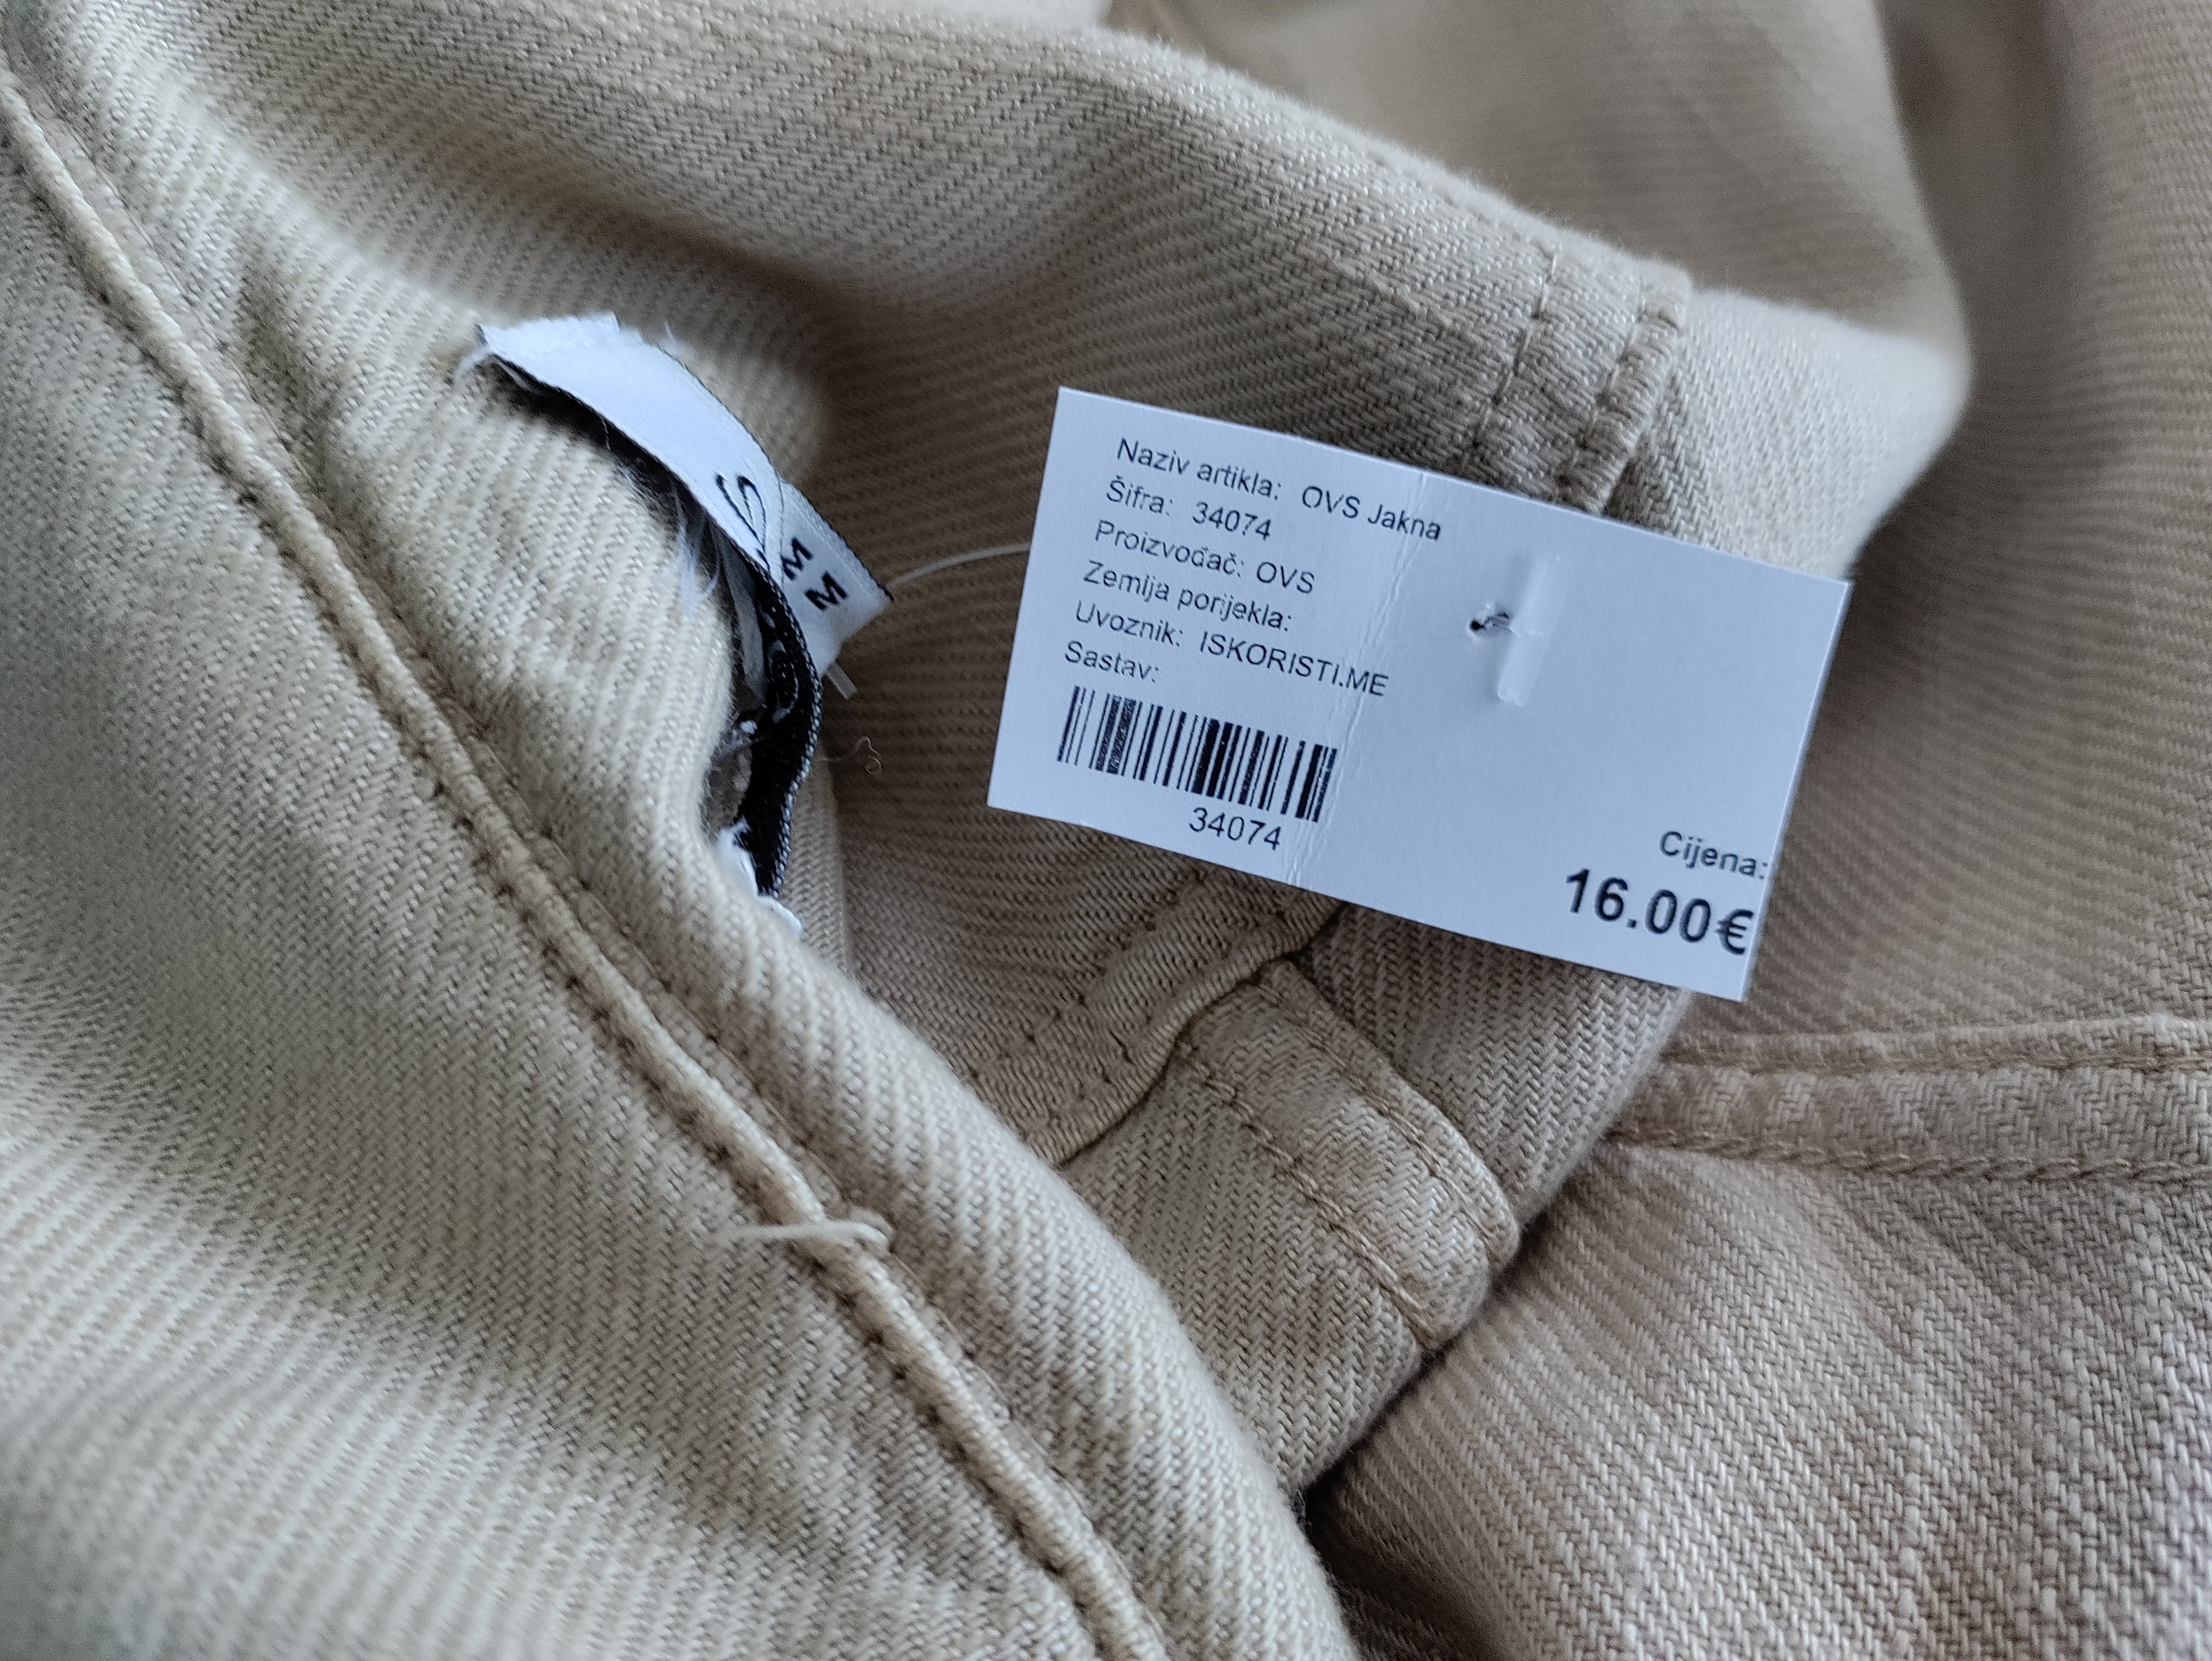 Naziv artikla: OVS Jakna
Šifra: 34074
Proizvođač: OVS
Zemlja porijekla:
Uvoznik: ISKORISTI.ME
Sastav:
34074
Cijena:
16.00€
S
M
M